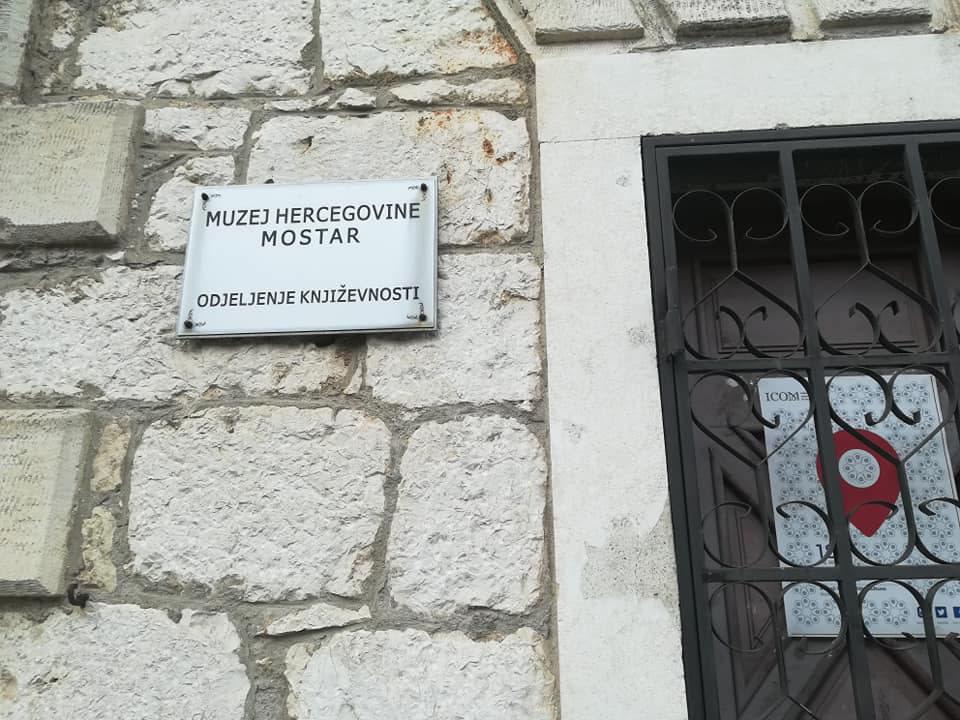 MUZEJ HERCEGOVINE
MOSTAR
ODJELJENJE KNJIŽEVNOSTI
ICOM